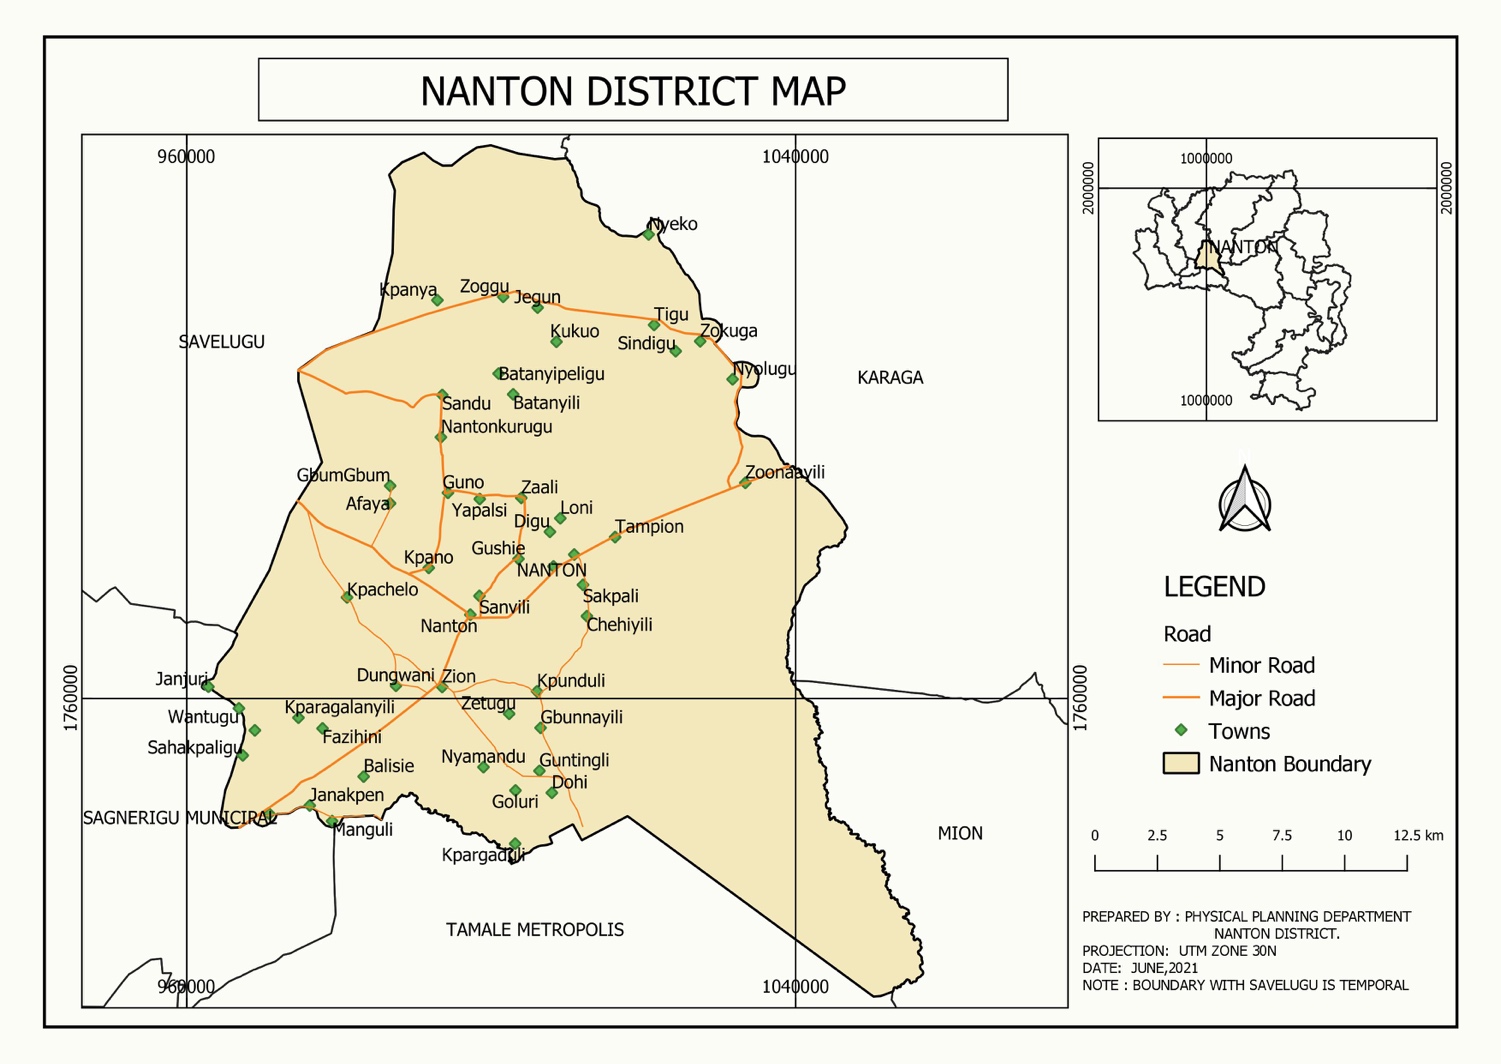 NANTON DISTRICT MAP
960000
1040000
Nyeko
Kpanya
Zoggu
Jegun
Tigu
Kukuo
Zokuga
Sindigu
SAVELUGU
Nyolugu
KARAGA
Batanyipeligu
Sandu
Batanyili
Nantonkurugu
GbumGbum
Zoonaayili
Guno
Zaali
Afaya
Yapalsi
Loni
Digu
Tampion
Gushie
Kpano
NANTON
Kpachelo
Sakpali
Sanvili
Nanton
Chehiyili
Janjuri
Dungwani
Zion
Kpunduli
1760000
1760000
Zetugu
Kparagalanyili
Wantugu
Gbunnayili
Fazihini
Sahakpaligu
Nyamandu
Guntingli
Balisie
Dohi
Janakpen
Goluri
SAGNERIGU MUNICIPAL
Manguli
MION
Kpargadrili
TAMALE METROPOLIS
960000
1040000
1000000
2000000
2000000
NANTON
1000000
LEGEND
Road
Minor Road
Major Road
Towns
Nanton Boundary
0 2.5 5 7.5 10 12.5 km
PREPARED BY : PHYSICAL PLANNING DEPARTMENT
NANTON DISTRICT.
PROJECTION: UTM ZONE 30N
DATE: JUNE,2021
NOTE : BOUNDARY WITH SAVELUGU IS TEMPORAL